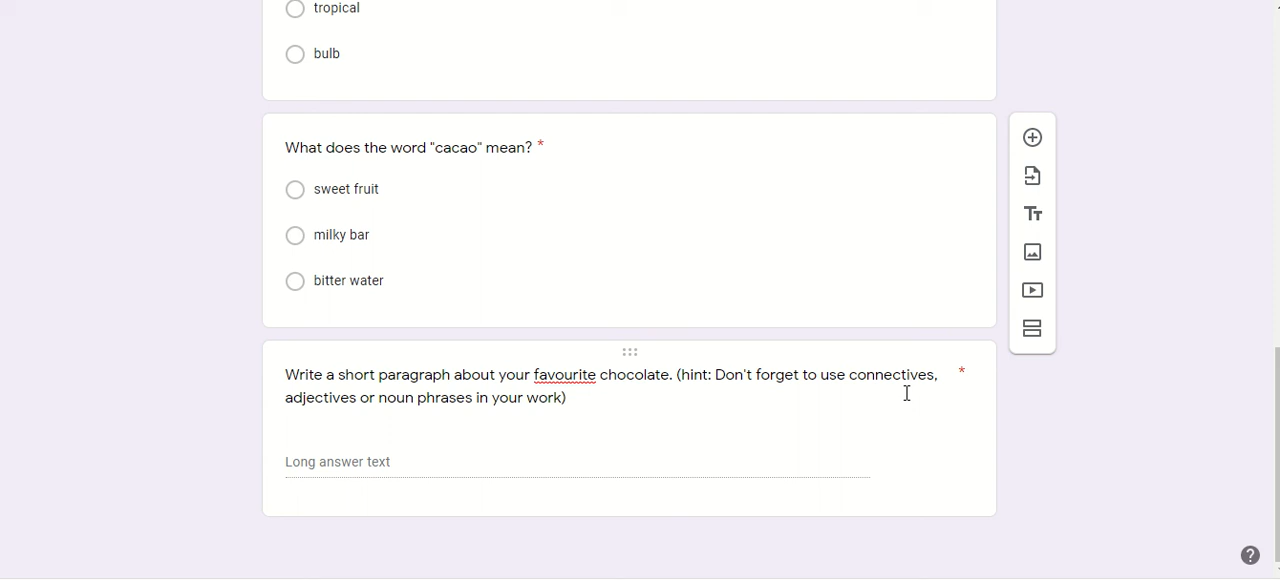 tropical
bulb
What does the word "cacao" mean? *
sweet fruit
milky bar
bitter water
Write a short paragraph about your favourite chocolate. (hint: Don't forget to use connectives, *
adjectives or noun phrases in your work)
Long answer text